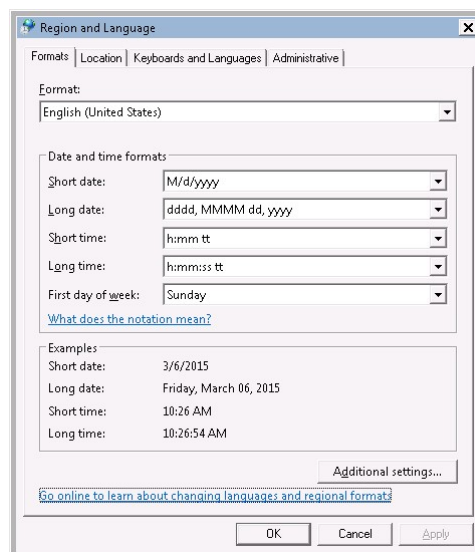 Region and Language
Formats Location Keyboards and Languages Administrative
Format:
English (United States)
Date and time formats
Short date: M/d/yyyy
Long date: dddd, MMMM dd, yyyy
Short time: h:mm tt
Long time: h:mm:ss tt
First day of week: Sunday
What does the notation mean?
Examples
Short date: 3/6/2015
Long date: Friday, March 06, 2015
Short time: 10:26 AM
Long time: 10:26:54 AM
Additional settings...
Go online to learn about changing languages and regional formats
OK Cancel Apply